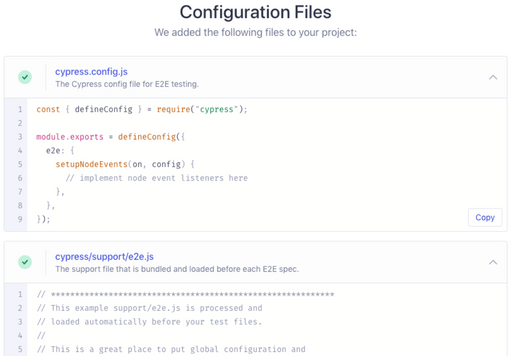 Configuration Files
We added the following files to your project:
cypress.config.js
The Cypress config file for E2E testing.
1 const { defineConfig } = require("cypress");
2
3 module.exports = defineConfig({
4   e2e: {
5     setupNodeEvents(on, config) {
6       // implement node event listeners here
7     },
8   },
9 });
Copy
cypress/support/e2e.js
The support file that is bundled and loaded before each E2E spec.
1 // ***********************************************************
2 // This example support/e2e.js is processed and
3 // loaded automatically before your test files.
4 //
5 // This is a great place to put global configuration and